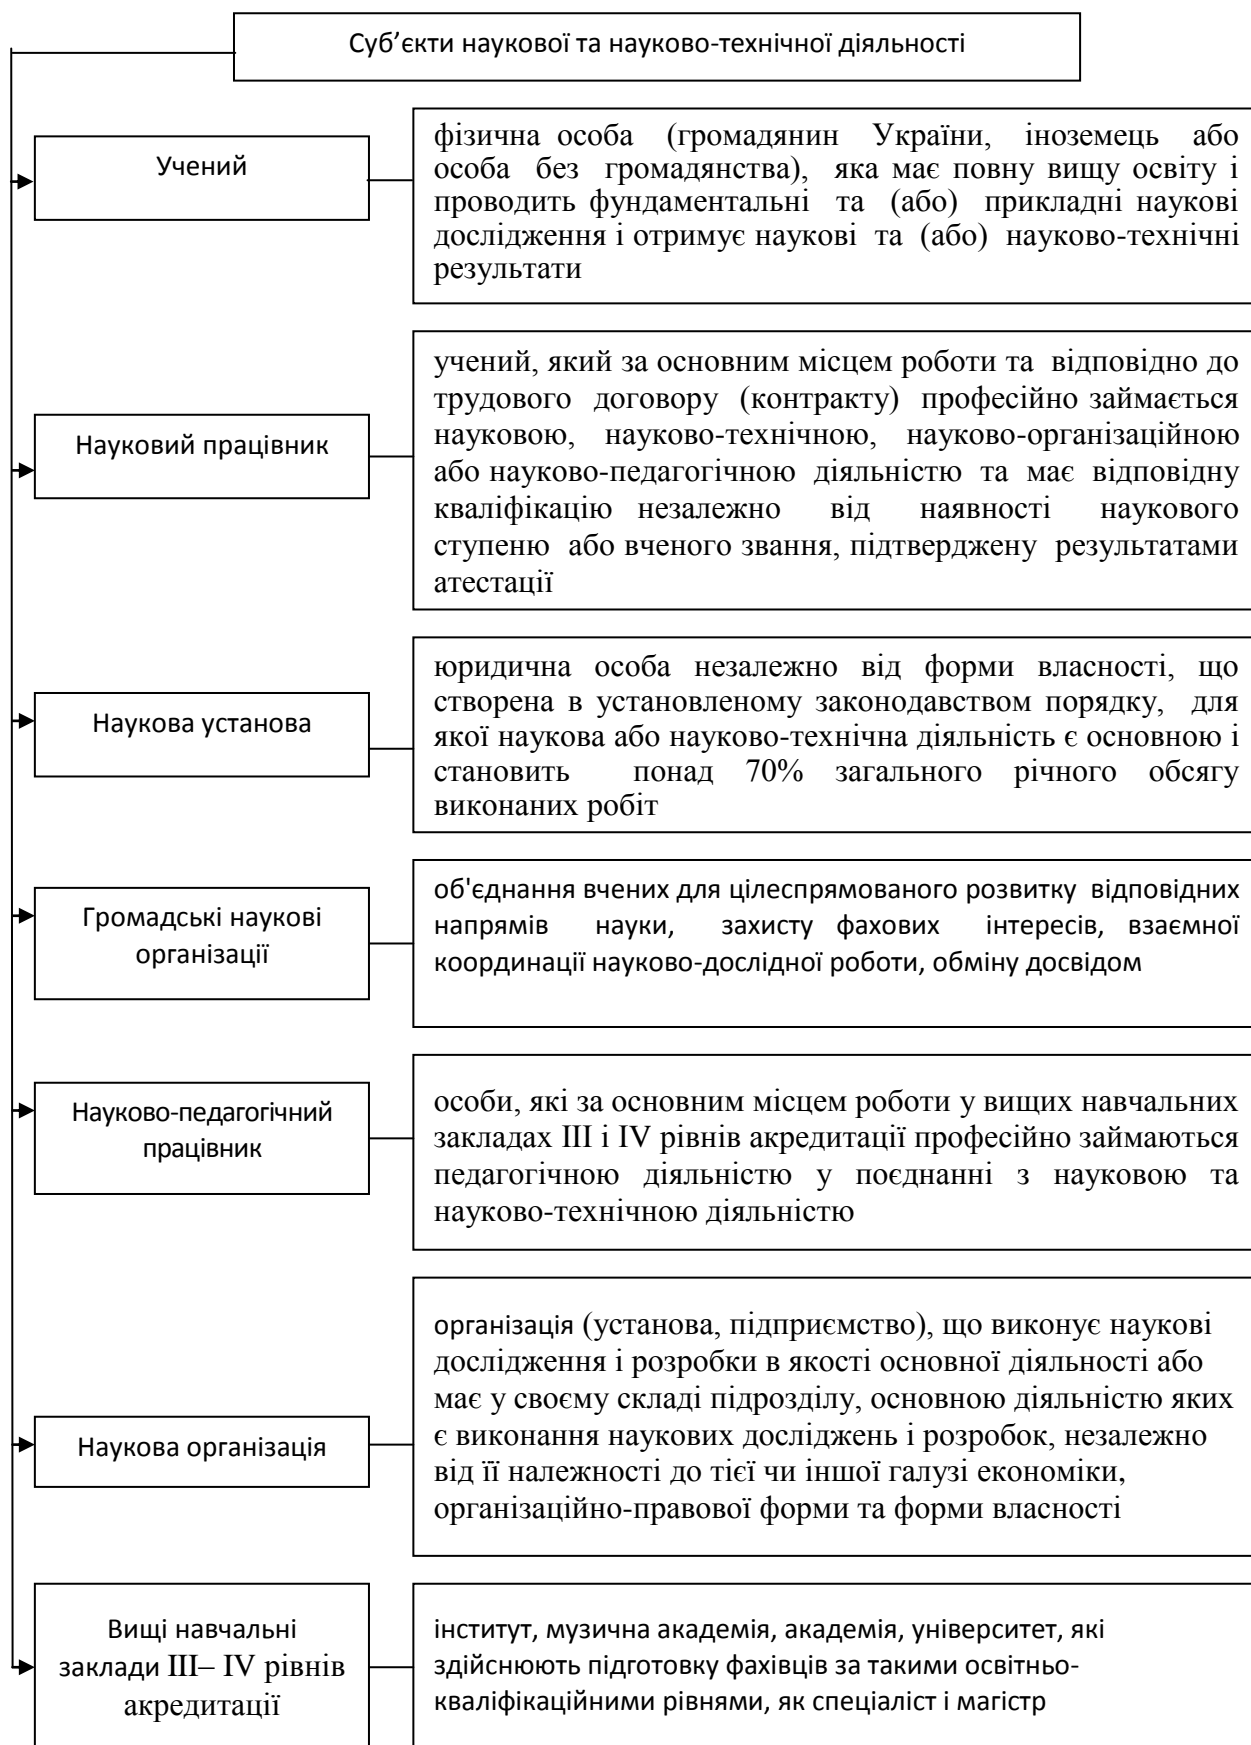 Суб’єкти наукової та науково-технічної діяльності
Учений
фізична особа (громадянин України, іноземець або
особа без громадянства), яка має повну вищу освіту і
проводить фундаментальні та (або) прикладні наукові
дослідження і отримує наукові та (або) науково-технічні
результати
Науковий працівник
учений, який за основним місцем роботи та відповідно до
трудового договору (контракту) професійно займається
науковою, науково-технічною, науково-організаційною
або науково-педагогічною діяльністю та має відповідну
кваліфікацію незалежно від наявності наукового
ступеню або вченого звання, підтверджену результатами
атестації
Наукова установа
юридична особа незалежно від форми власності, що
створена в установленому законодавством порядку, для
якої наукова або науково-технічна діяльність є основною і
становить понад 70% загального річного обсягу
виконаних робіт
Громадські наукові
організації
об'єднання вчених для цілеспрямованого розвитку відповідних
напрямів науки, захисту фахових інтересів, взаємної
координації науково-дослідної роботи, обміну досвідом
Науково-педагогічний
працівник
особи, які за основним місцем роботи у вищих навчальних
закладах III і IV рівнів акредитації професійно займаються
педагогічною діяльністю у поєднанні з науковою та
науково-технічною діяльністю
Наукова організація
організація (установа, підприємство), що виконує наукові
дослідження і розробки в якості основної діяльності або
має у своєму складі підрозділу, основною діяльністю яких
є виконання наукових досліджень і розробок, незалежно
від її належності до тієї чи іншої галузі економіки,
організаційно-правової форми та форми власності
Вищі навчальні
заклади III– IV рівнів
акредитації
інститут, музична академія, академія, університет, які
здійснюють підготовку фахівців за такими освітньо-
кваліфікаційними рівнями, як спеціаліст і магістр